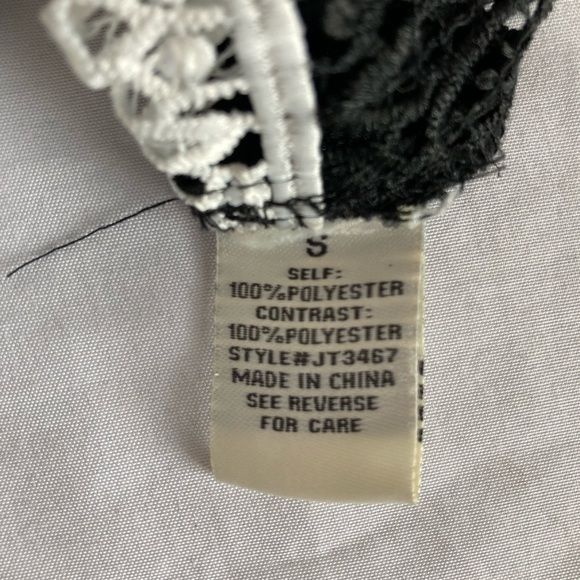 S
SELF:
100%POLYESTER
CONTRAST:
100%POLYESTER
STYLE#JT3467
MADE IN CHINA
SEE REVERSE
FOR CARE